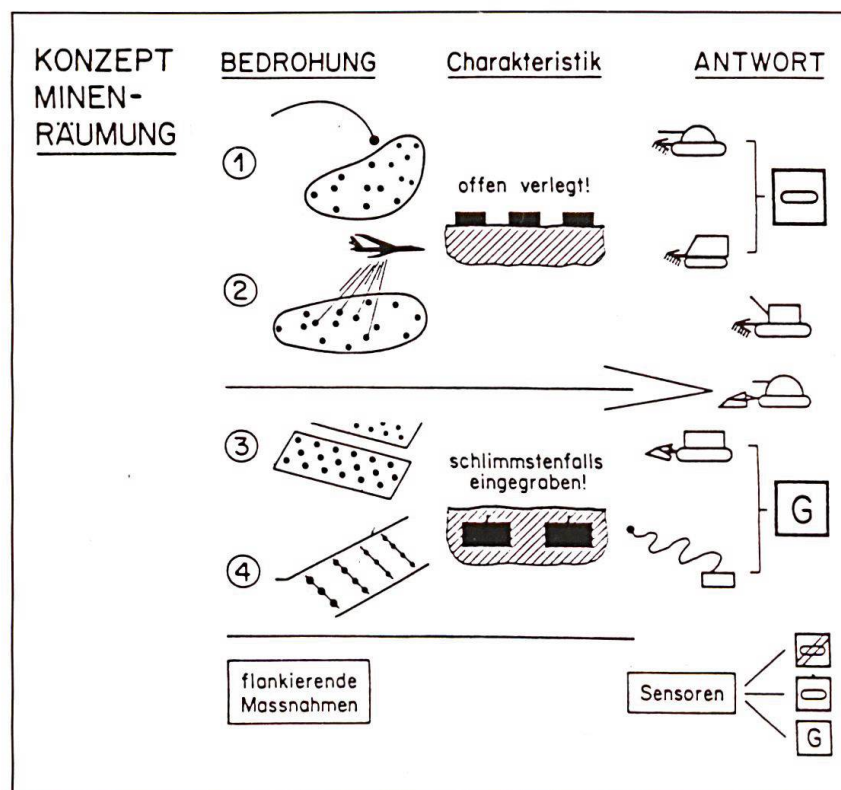 KONZEPT
MINEN-
RÄUMUNG
BEDROHUNG
Charakteristik
ANTWORT
1
offen verlegt!
2
3
schlimmstenfalls
eingegraben!
G
4
flankierende
Massnahmen
Sensoren
G